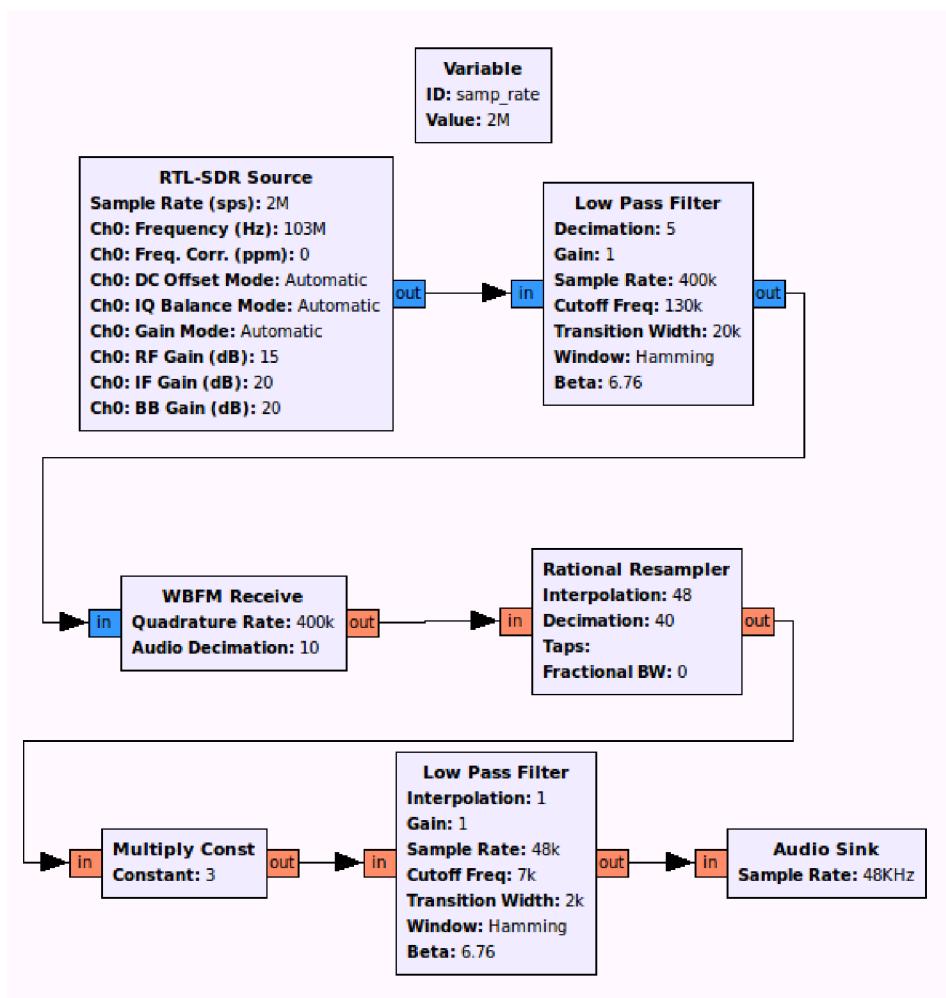 Variable
ID: samp_rate
Value: 2M
RTL-SDR Source
Sample Rate (sps): 2M
Ch0: Frequency (Hz): 103M
Ch0: Freq. Corr. (ppm): 0
Ch0: DC Offset Mode: Automatic
Ch0: IQ Balance Mode: Automatic
Ch0: Gain Mode: Automatic
Ch0: RF Gain (dB): 15
Ch0: IF Gain (dB): 20
Ch0: BB Gain (dB): 20
out
in
Low Pass Filter
Decimation: 5
Gain: 1
Sample Rate: 400k
Cutoff Freq: 130k
Transition Width: 20k
Window: Hamming
Beta: 6.76
out
in
WBFM Receive
Quadrature Rate: 400k
Audio Decimation: 10
out
in
Rational Resampler
Interpolation: 48
Decimation: 40
Taps:
Fractional BW: 0
out
in
Multiply Const
Constant: 3
out
in
Low Pass Filter
Interpolation: 1
Gain: 1
Sample Rate: 48k
Cutoff Freq: 7k
Transition Width: 2k
Window: Hamming
Beta: 6.76
out
in
Audio Sink
Sample Rate: 48KHz